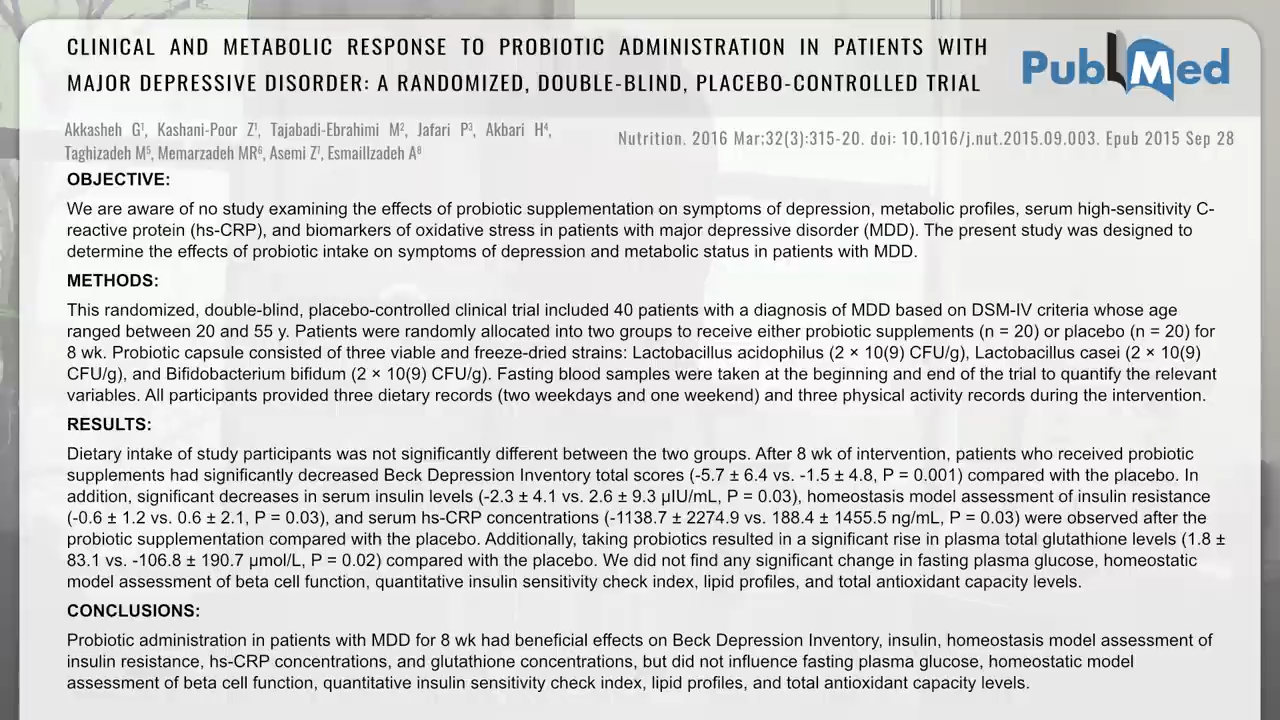 CLINICAL AND METABOLIC RESPONSE TO PROBIOTIC ADMINISTRATION IN PATIENTS WITH
MAJOR DEPRESSIVE DISORDER: A RANDOMIZED, DOUBLE-BLIND, PLACEBO-CONTROLLED TRIAL
PubMed
Akkasheh G¹, Kashani-Poor Z¹, Tajabadi-Ebrahimi M², Jafari P³, Akbari H⁴,
Taghizadeh M⁵, Memarzadeh MR⁶, Asemi Z⁷, Esmaillzadeh A⁸
Nutrition. 2016 Mar;32(3):315-20. doi: 10.1016/j.nut.2015.09.003. Epub 2015 Sep 28
OBJECTIVE:
We are aware of no study examining the effects of probiotic supplementation on symptoms of depression, metabolic profiles, serum high-sensitivity C-
reactive protein (hs-CRP), and biomarkers of oxidative stress in patients with major depressive disorder (MDD). The present study was designed to
determine the effects of probiotic intake on symptoms of depression and metabolic status in patients with MDD.
METHODS:
This randomized, double-blind, placebo-controlled clinical trial included 40 patients with a diagnosis of MDD based on DSM-IV criteria whose age
ranged between 20 and 55 y. Patients were randomly allocated into two groups to receive either probiotic supplements (n = 20) or placebo (n = 20) for
8 wk. Probiotic capsule consisted of three viable and freeze-dried strains: Lactobacillus acidophilus (2 × 10(9) CFU/g), Lactobacillus casei (2 × 10(9)
CFU/g), and Bifidobacterium bifidum (2 × 10(9) CFU/g). Fasting blood samples were taken at the beginning and end of the trial to quantify the relevant
variables. All participants provided three dietary records (two weekdays and one weekend) and three physical activity records during the intervention.
RESULTS:
Dietary intake of study participants was not significantly different between the two groups. After 8 wk of intervention, patients who received probiotic
supplements had significantly decreased Beck Depression Inventory total scores (-5.7 ± 6.4 vs. -1.5 ± 4.8, P = 0.001) compared with the placebo. In
addition, significant decreases in serum insulin levels (-2.3 ± 4.1 vs. 2.6 ± 9.3 μIU/mL, P = 0.03), homeostasis model assessment of insulin resistance
(-0.6 ± 1.2 vs. 0.6 ± 2.1, P = 0.03), and serum hs-CRP concentrations (-1138.7 ± 2274.9 vs. 188.4 ± 1455.5 ng/mL, P = 0.03) were observed after the
probiotic supplementation compared with the placebo. Additionally, taking probiotics resulted in a significant rise in plasma total glutathione levels (1.8 ±
83.1 vs. -106.8 ± 190.7 μmol/L, P = 0.02) compared with the placebo. We did not find any significant change in fasting plasma glucose, homeostatic
model assessment of beta cell function, quantitative insulin sensitivity check index, lipid profiles, and total antioxidant capacity levels.
CONCLUSIONS:
Probiotic administration in patients with MDD for 8 wk had beneficial effects on Beck Depression Inventory, insulin, homeostasis model assessment of
insulin resistance, hs-CRP concentrations, and glutathione concentrations, but did not influence fasting plasma glucose, homeostatic model
assessment of beta cell function, quantitative insulin sensitivity check index, lipid profiles, and total antioxidant capacity levels.